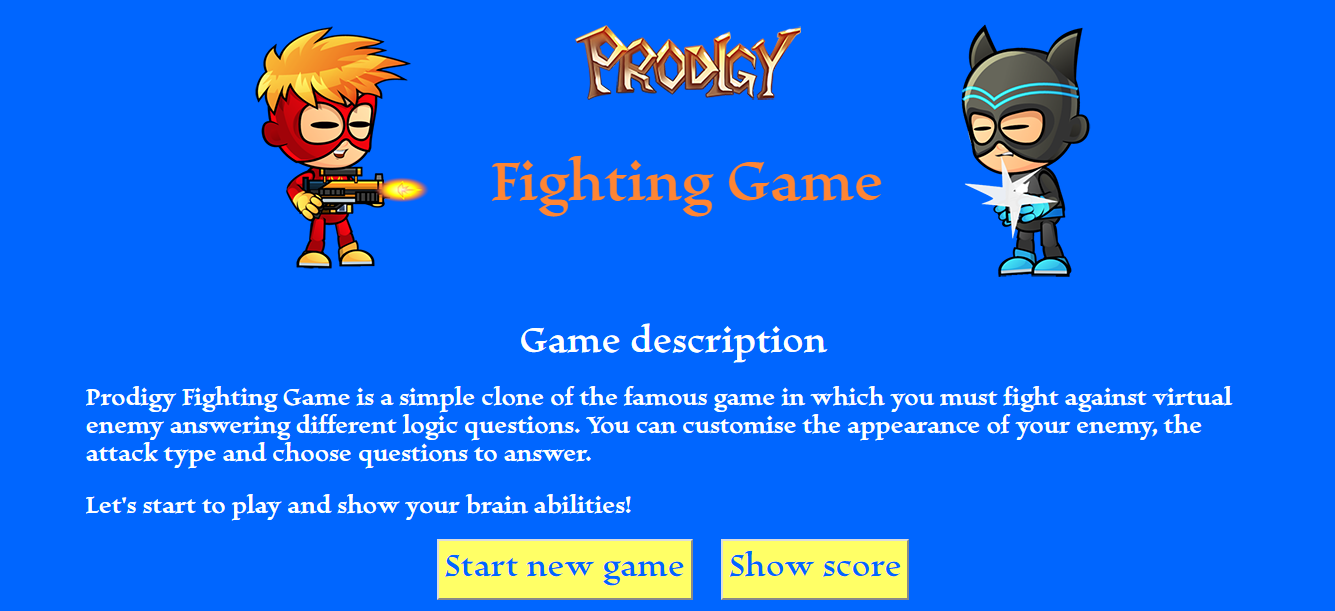 PRODIGY
Fighting Game
Game description
Prodigy Fighting Game is a simple clone of the famous game in which you must fight against virtual
enemy answering different logic questions. You can customise the appearance of your enemy, the
attack type and choose questions to answer.
Let's start to play and show your brain abilities!
Start new game
Show score